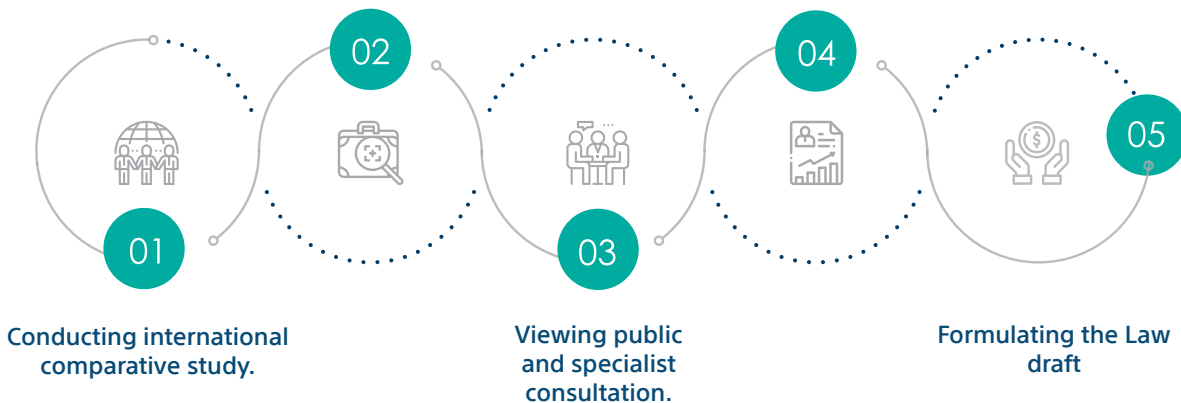 02
04
05
01
03
Conducting international
comparative study.
Viewing public
and specialist
consultation.
Formulating the Law
draft